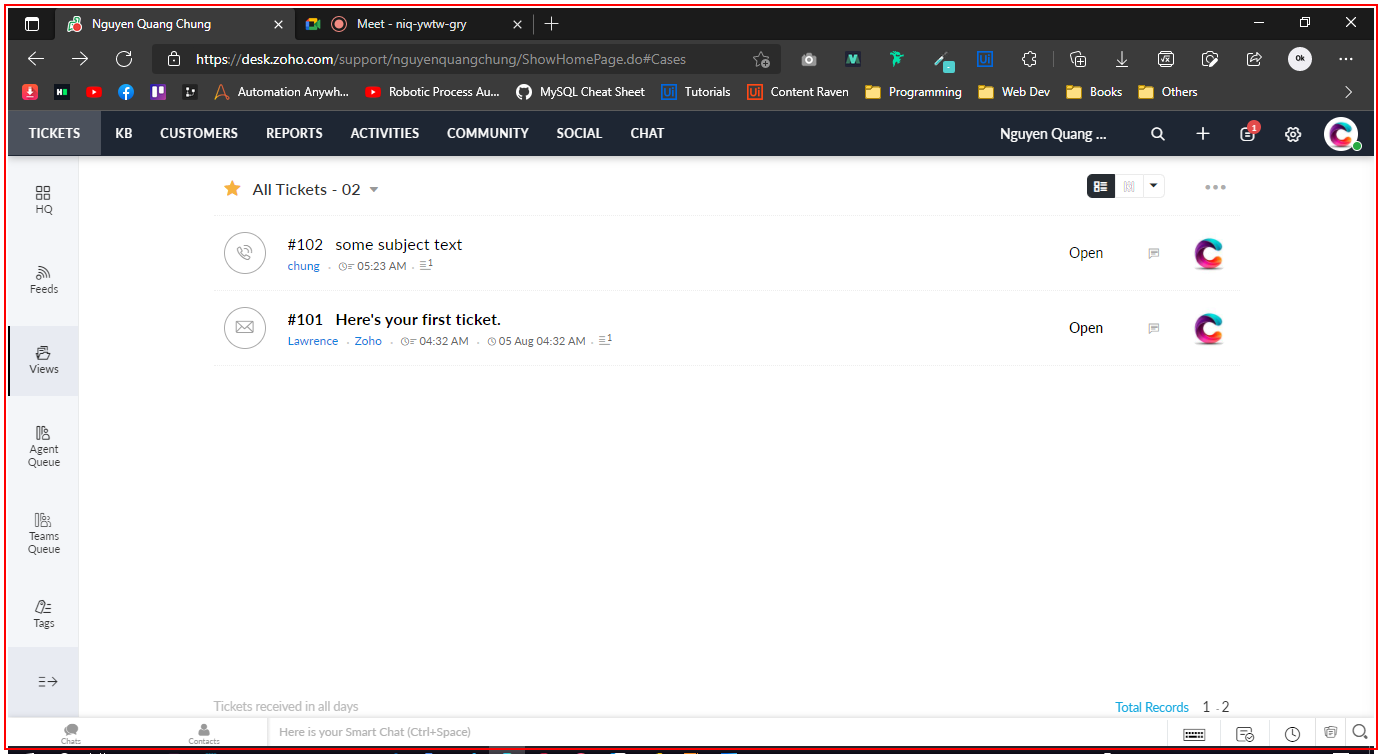 Nguyen Quang Chung
Meet - niq-ywtw-gry
https://desk.zoho.com/support/nguyenquangchung/ShowHomePage.do#Cases
Ok
Automation Anywh... Robotic Process Au... MySQL Cheat Sheet Ui Tutorials Ui Content Raven Programming Web Dev Books Others
TICKETS KB CUSTOMERS REPORTS ACTIVITIES COMMUNITY SOCIAL CHAT Nguyen Quang ... 1
HQ
Feeds
Views
Agent
Queue
Teams
Queue
Tags
All Tickets - 02
#102 some subject text
chung . 05:23 AM . 1
Open
#101 Here's your first ticket.
Lawrence . Zoho . 04:32 AM . 05 Aug 04:32 AM . 1
Open
Tickets received in all days
Total Records 1 - 2
Chats Contacts Here is your Smart Chat (Ctrl+Space)